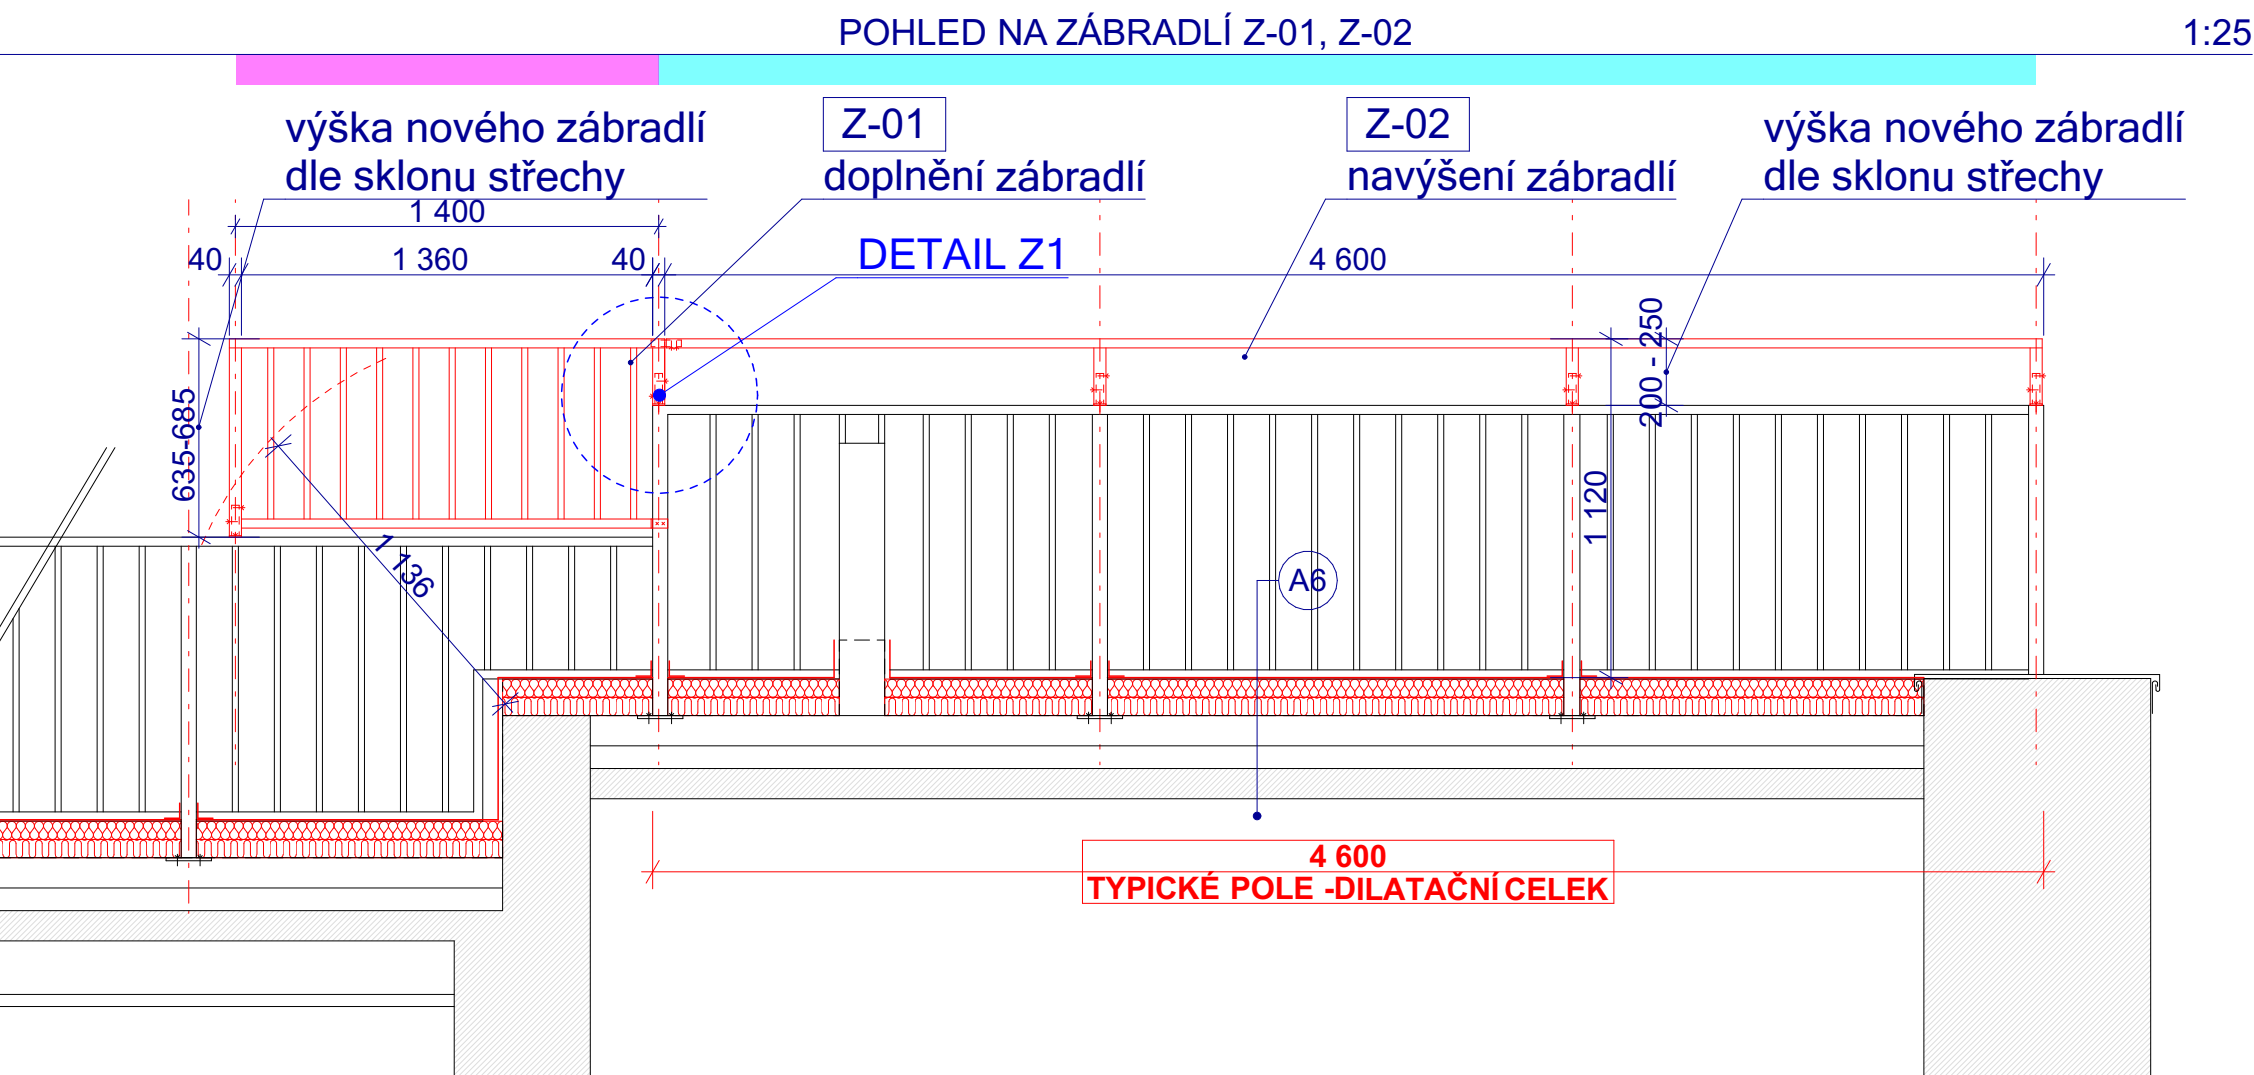 POHLED NA ZÁBRADLÍ Z-01, Z-02
1:25
výška nového zábradlí
dle sklonu střechy
Z-01
doplnění zábradlí
Z-02
navýšení zábradlí
výška nového zábradlí
dle sklonu střechy
1 400
40
1 360
40
DETAIL Z1
4 600
200 - 250
635-685
1 120
1 136
A6
4 600
TYPICKÉ POLE -DILATAČNÍ CELEK